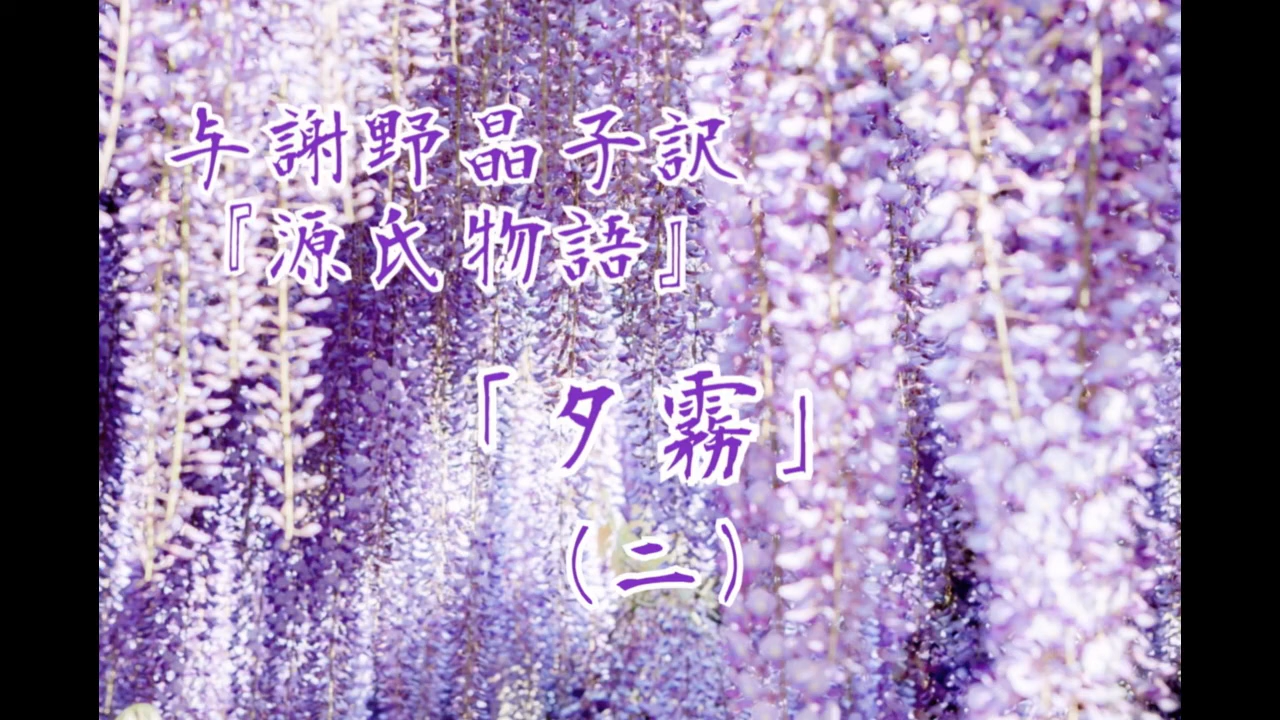 与謝野晶子訳
『源氏物語』
「夕霧」
（二）